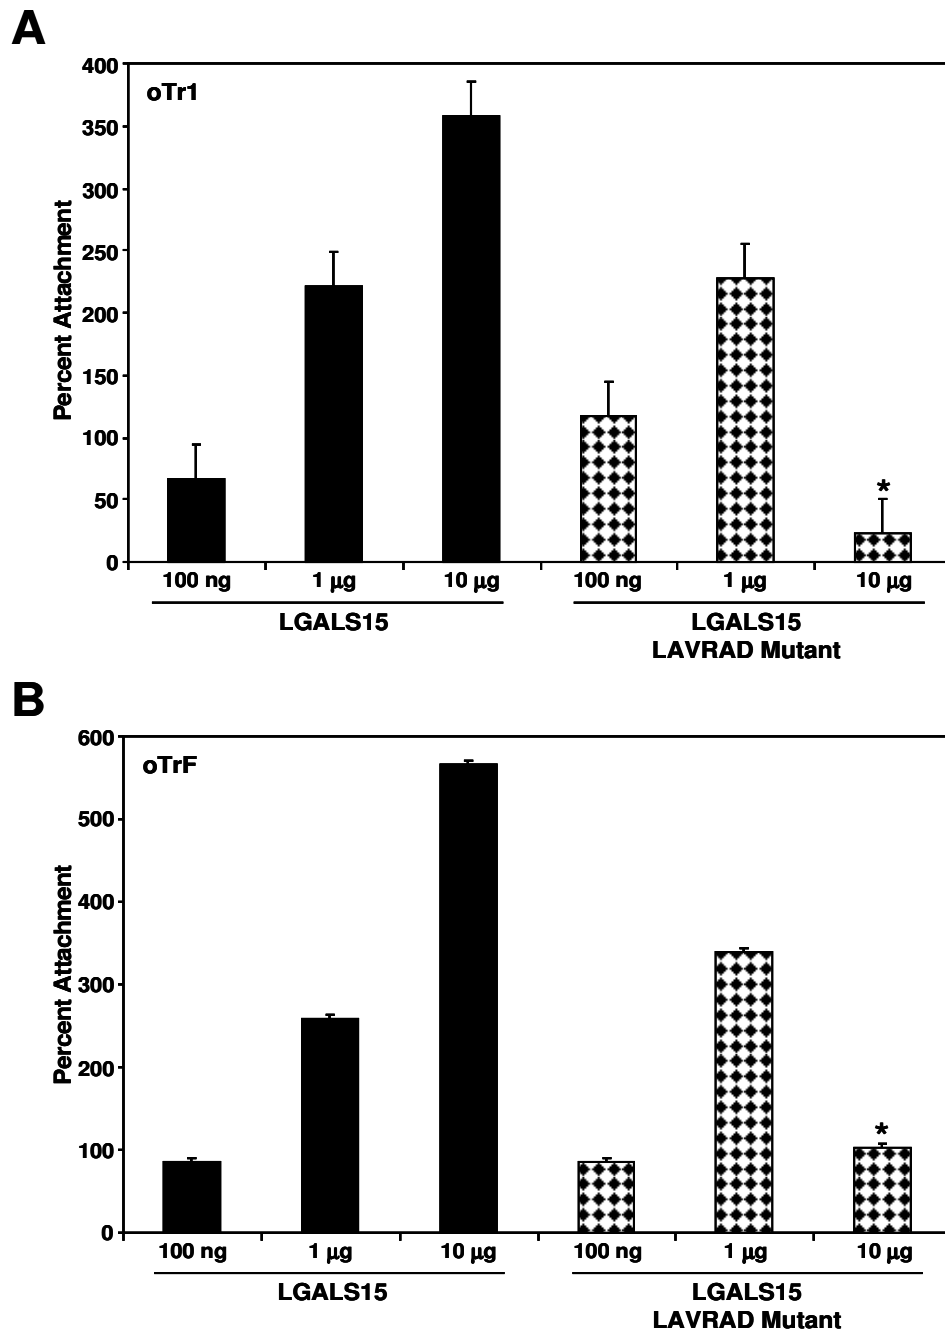 A
oTr1
Percent Attachment
400
350
300
250
200
150
100
50
0
*
100 ng 1 µg 10 µg 100 ng 1 µg 10 µg
LGALS15 LGALS15
LAVRAD Mutant
B
oTrF
Percent Attachment
600
500
400
300
200
100
0
*
100 ng 1 µg 10 µg 100 ng 1 µg 10 µg
LGALS15 LGALS15
LAVRAD Mutant